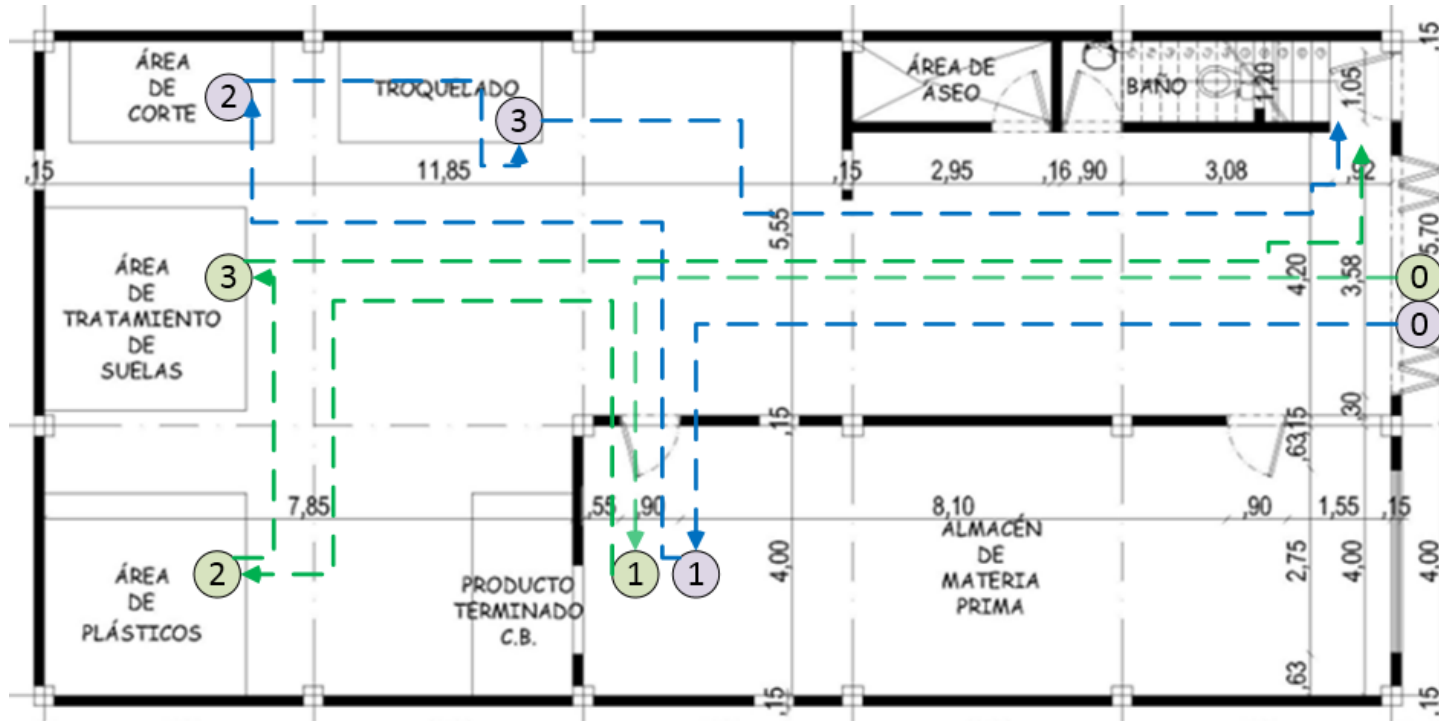 ÁREA
DE
CORTE
2
TROQUELADO
3
ÁREA DE
ASEO
BAÑO
1,20
1,05
,15
,15
11,85
,15
2,95
,16
,90
3,08
,92
5,55
5,70
4,20
3,58
ÁREA
DE
TRATAMIENTO
DE
SUELAS
3
0
0
,30
,15
,15
,63
7,85
,55
,90
8,10
,90
1,55
,15
ALMACÉN
DE
MATERIA
PRIMA
ÁREA
DE
PLÁSTICOS
2
PRODUCTO
TERMINADO
C.B.
1
1
4,00
2,75
4,00
4,00
,63
,15
,15